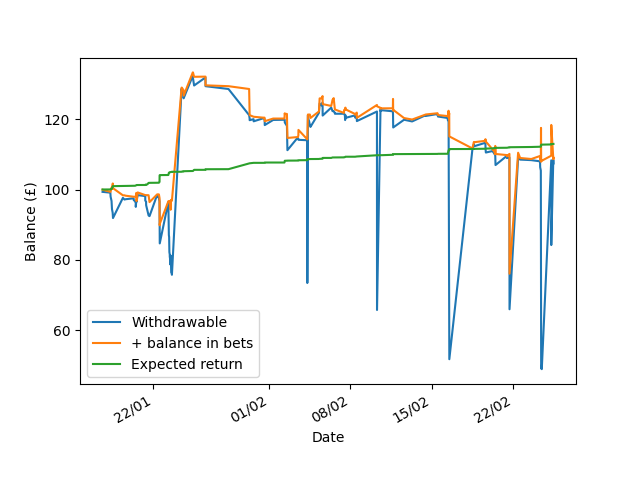 120
100
80
60
Balance (£)
Withdrawable
+ balance in bets
Expected return
22/01
01/02
08/02
15/02
22/02
Date